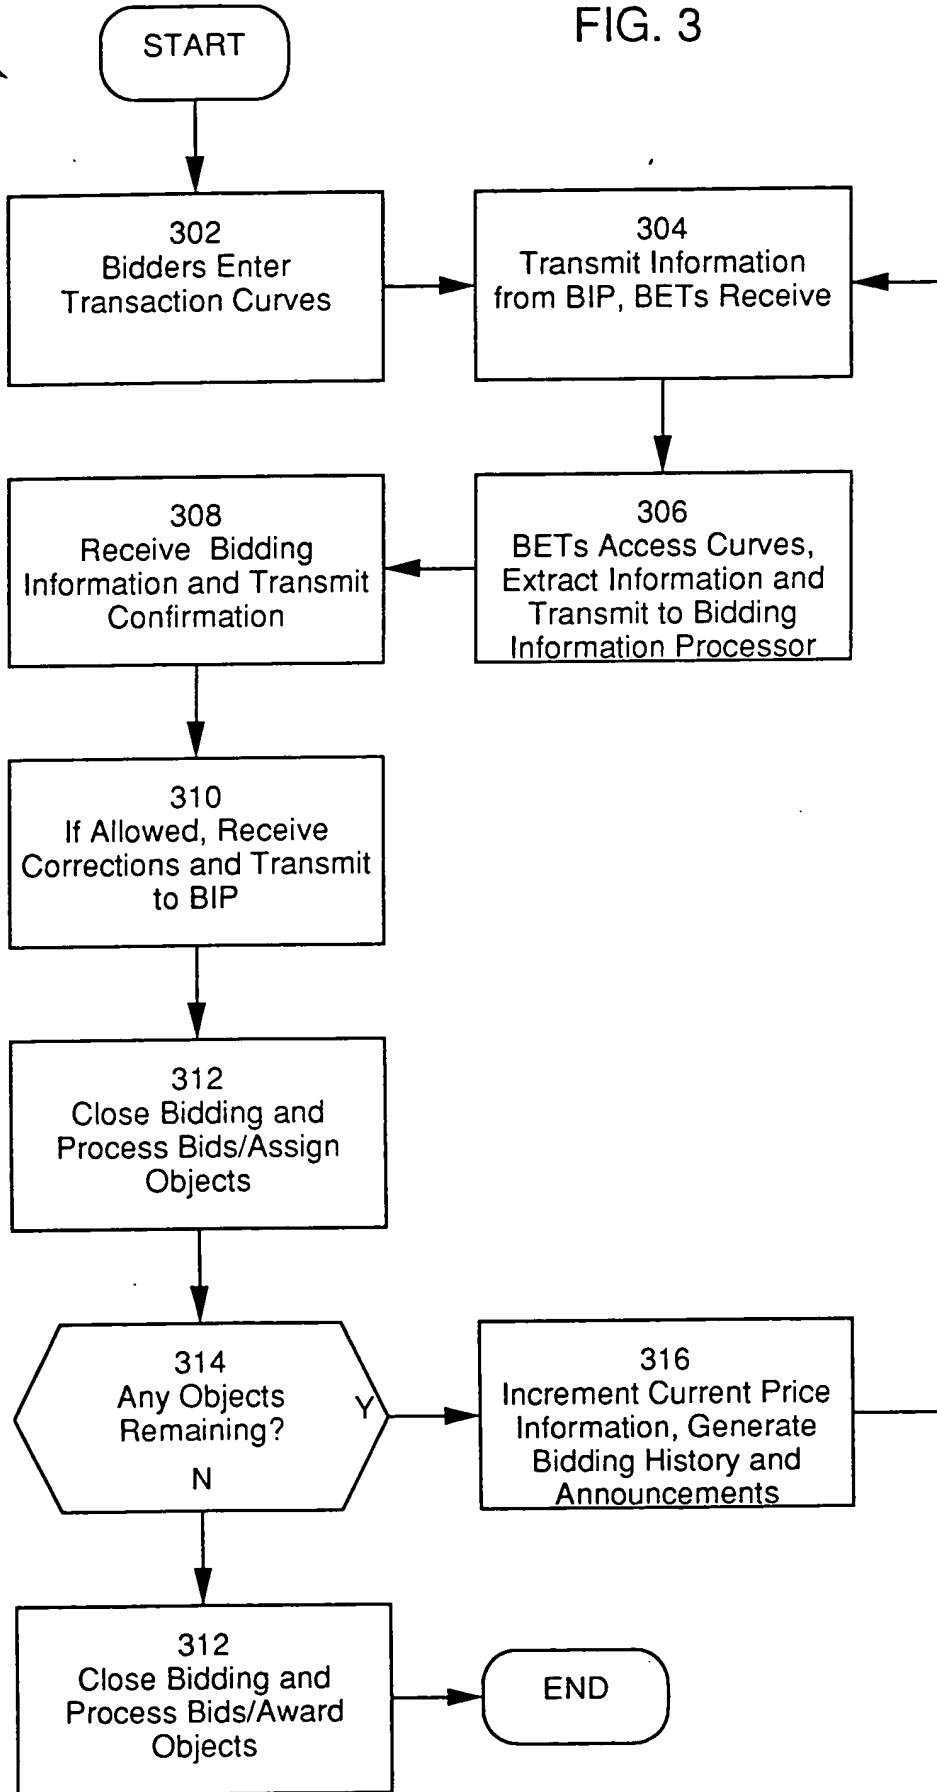 FIG. 3
START
302
Bidders Enter
Transaction Curves
304
Transmit Information
from BIP, BETs Receive
308
Receive Bidding
Information and Transmit
Confirmation
306
BETs Access Curves,
Extract Information and
Transmit to Bidding
Information Processor
310
If Allowed, Receive
Corrections and Transmit
to BIP
312
Close Bidding and
Process Bids/Assign
Objects
314
Any Objects
Remaining?
Y
N
316
Increment Current Price
Information, Generate
Bidding History and
Announcements
312
Close Bidding and
Process Bids/Award
Objects
END